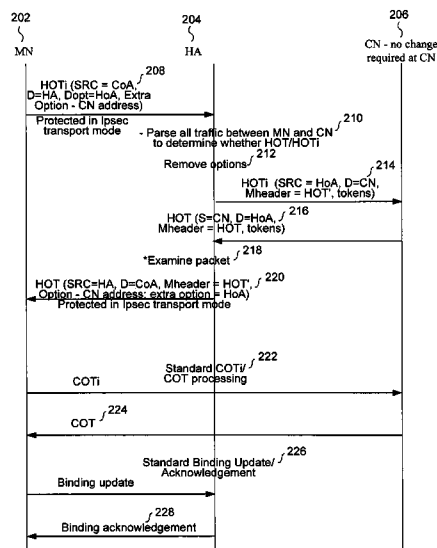 202
MN
204
HA
206
CN - no change
required at CN
HOTi (SRC = CoA, 208
D=HA, Dopt=HoA, Extra
Option - CN address)
Protected in Ipsec
transport mode
- Parse all traffic between MN and CN 210
to determine whether HOT/HOTi
212
Remove options
214
HOTi (SRC = HoA, D=CN,
Mheader = HOT', tokens)
HOT (S=CN, D=HoA, 216
Mheader = HOT, tokens)
*Examine packet 218
HOT (SRC=HA, D=CoA, Mheader = HOT', 220
Option - CN address: extra option = HoA)
Protected in Ipsec transport mode
Standard COTi/ 222
COT processing
COTi
COT 224
Standard Binding Update/ 226
Acknowledgement
Binding update
228
Binding acknowledgement